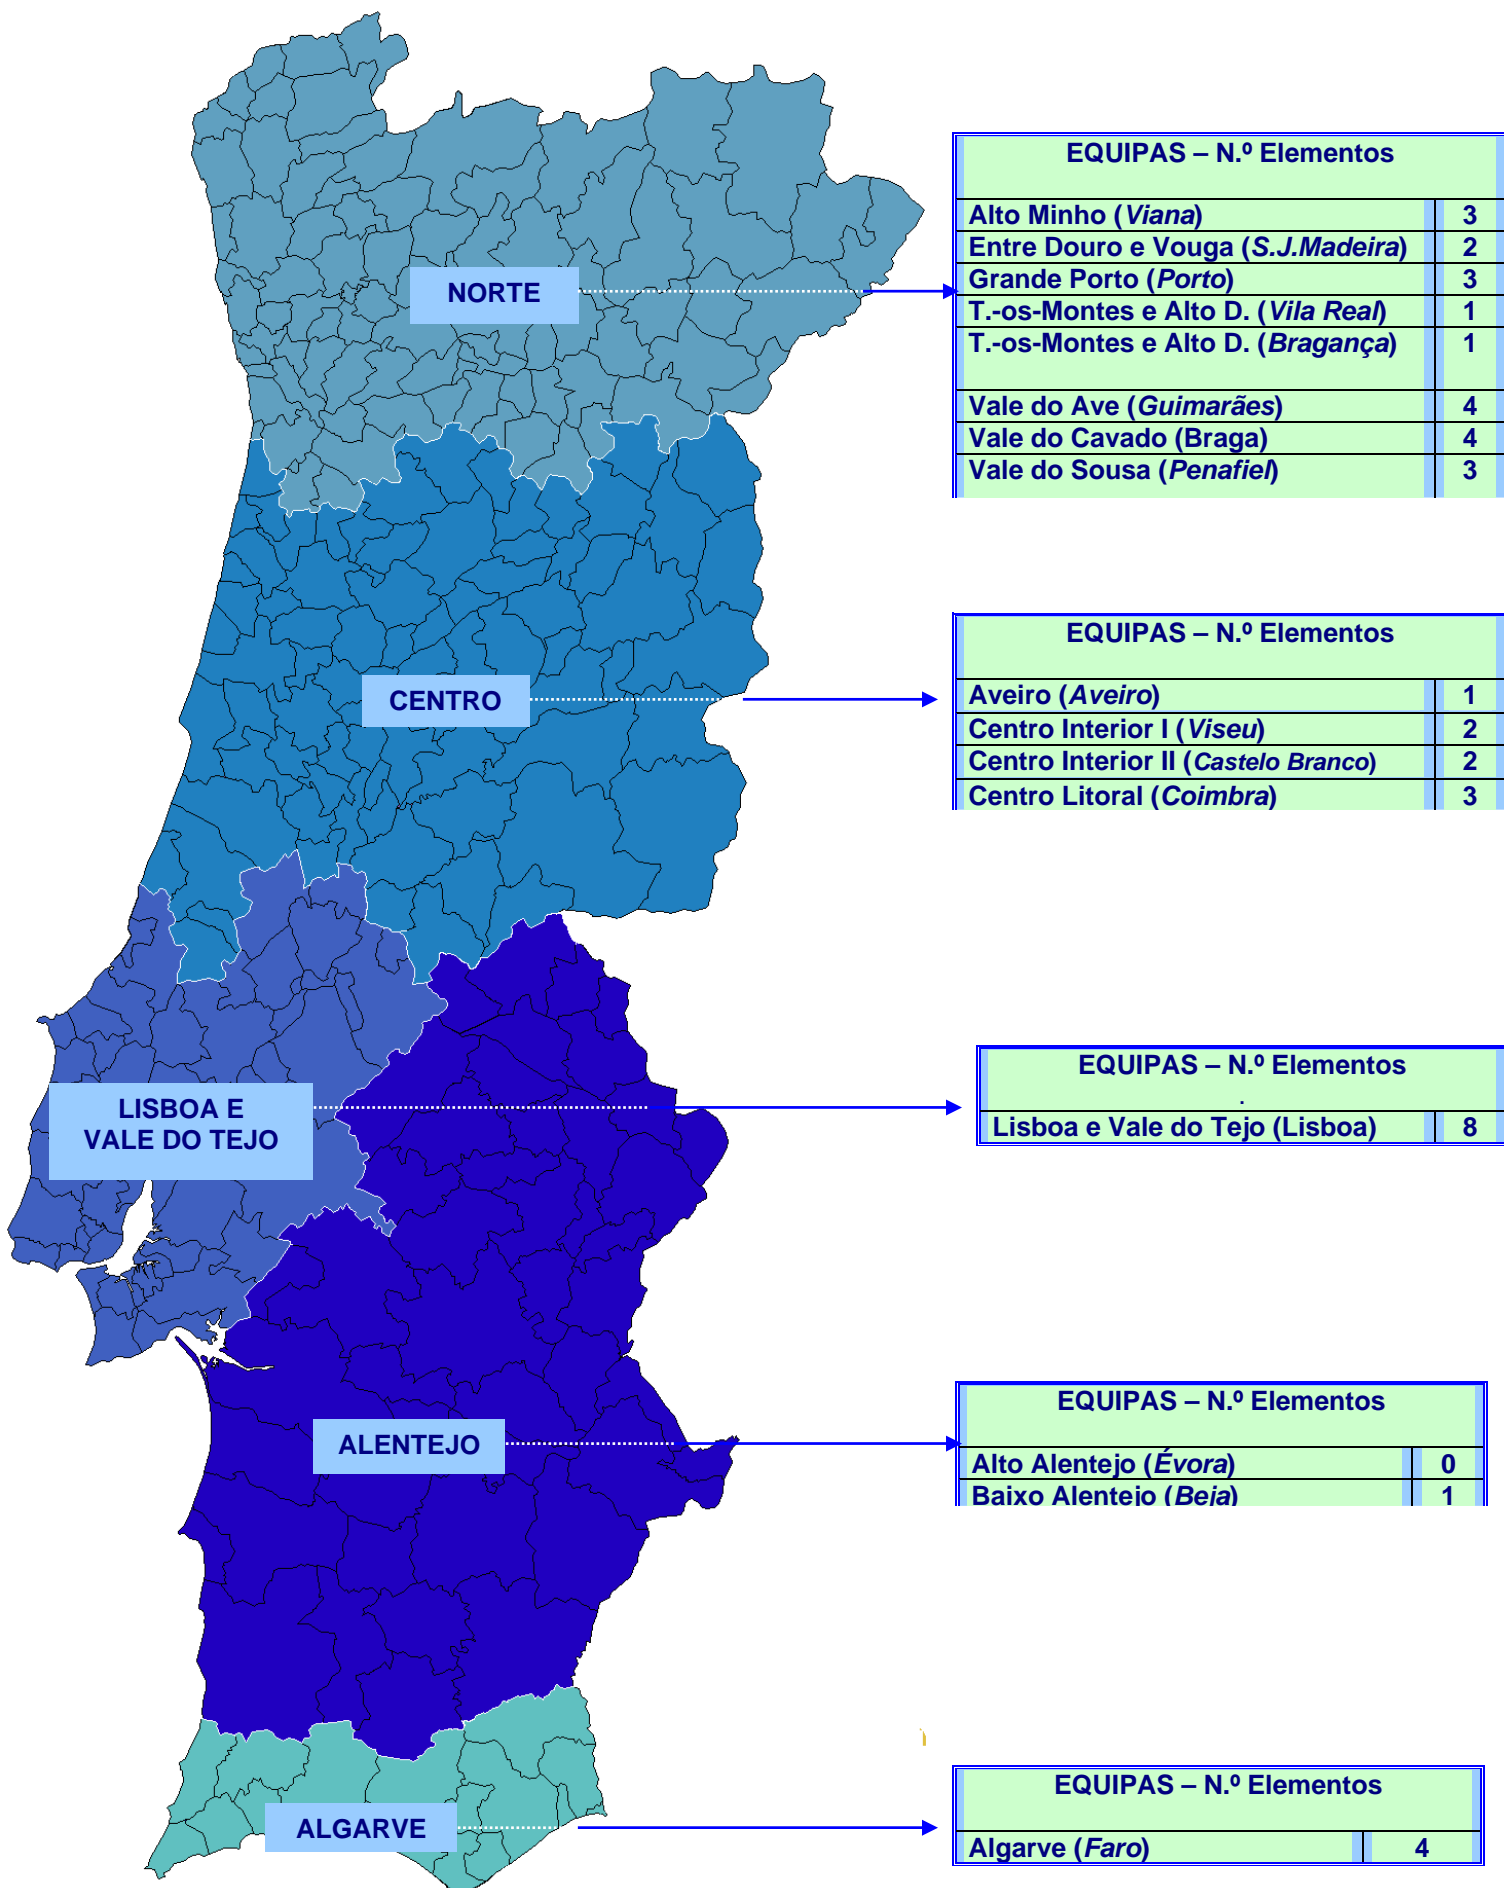 EQUIPAS – N.º Elementos
Alto Minho (Viana) 3
Entre Douro e Vouga (S.J.Madeira) 2
Grande Porto (Porto) 3
T.-os-Montes e Alto D. (Vila Real) 1
T.-os-Montes e Alto D. (Bragança) 1
Vale do Ave (Guimarães) 4
Vale do Cavado (Braga) 4
Vale do Sousa (Penafiel) 3
NORTE
EQUIPAS – N.º Elementos
Aveiro (Aveiro) 1
Centro Interior I (Viseu) 2
Centro Interior II (Castelo Branco) 2
Centro Litoral (Coimbra) 3
CENTRO
EQUIPAS – N.º Elementos
.
Lisboa e Vale do Tejo (Lisboa) 8
LISBOA E
VALE DO TEJO
EQUIPAS – N.º Elementos
Alto Alentejo (Évora) 0
Baixo Alentejo (Beja) 1
ALENTEJO
EQUIPAS – N.º Elementos
Algarve (Faro) 4
ALGARVE